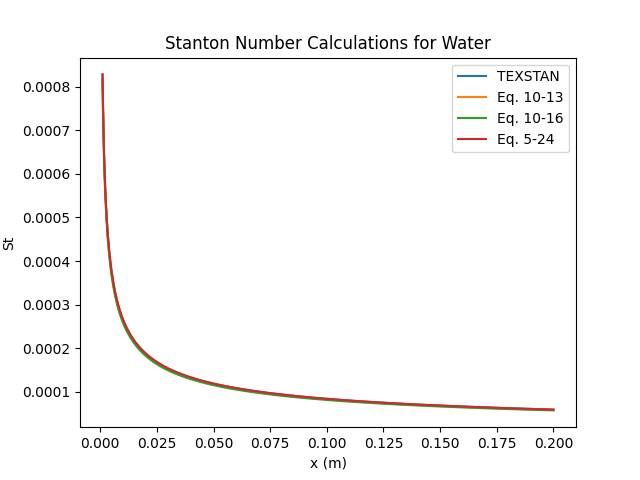 Stanton Number Calculations for Water
TEXSTAN
Eq. 10-13
Eq. 10-16
Eq. 5-24
0.0008
0.0007
0.0006
0.0005
0.0004
0.0003
0.0002
0.0001
St
0.000 0.025 0.050 0.075 0.100 0.125 0.150 0.175 0.200
x (m)